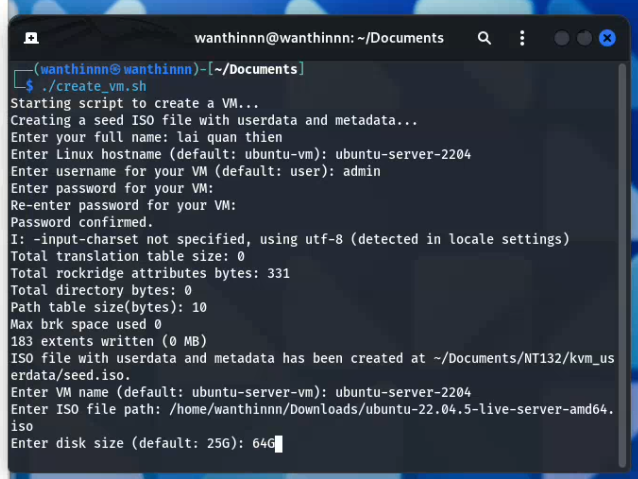 wanthinnn@wanthinnn: ~/Documents
┌──(wanthinnn㉿wanthinnn)-[~/Documents]
└─$ ./create_vm.sh
Starting script to create a VM...
Creating a seed ISO file with userdata and metadata...
Enter your full name: lai quan thien
Enter Linux hostname (default: ubuntu-vm): ubuntu-server-2204
Enter username for your VM (default: user): admin
Enter password for your VM:
Re-enter password for your VM:
Password confirmed.
I: -input-charset not specified, using utf-8 (detected in locale settings)
Total translation table size: 0
Total rockridge attributes bytes: 331
Total directory bytes: 0
Path table size(bytes): 10
Max brk space used 0
183 extents written (0 MB)
ISO file with userdata and metadata has been created at ~/Documents/NT132/kvm_us
erdata/seed.iso.
Enter VM name (default: ubuntu-server-vm): ubuntu-server-2204
Enter ISO file path: /home/wanthinnn/Downloads/ubuntu-22.04.5-live-server-amd64.
iso
Enter disk size (default: 25G): 64G